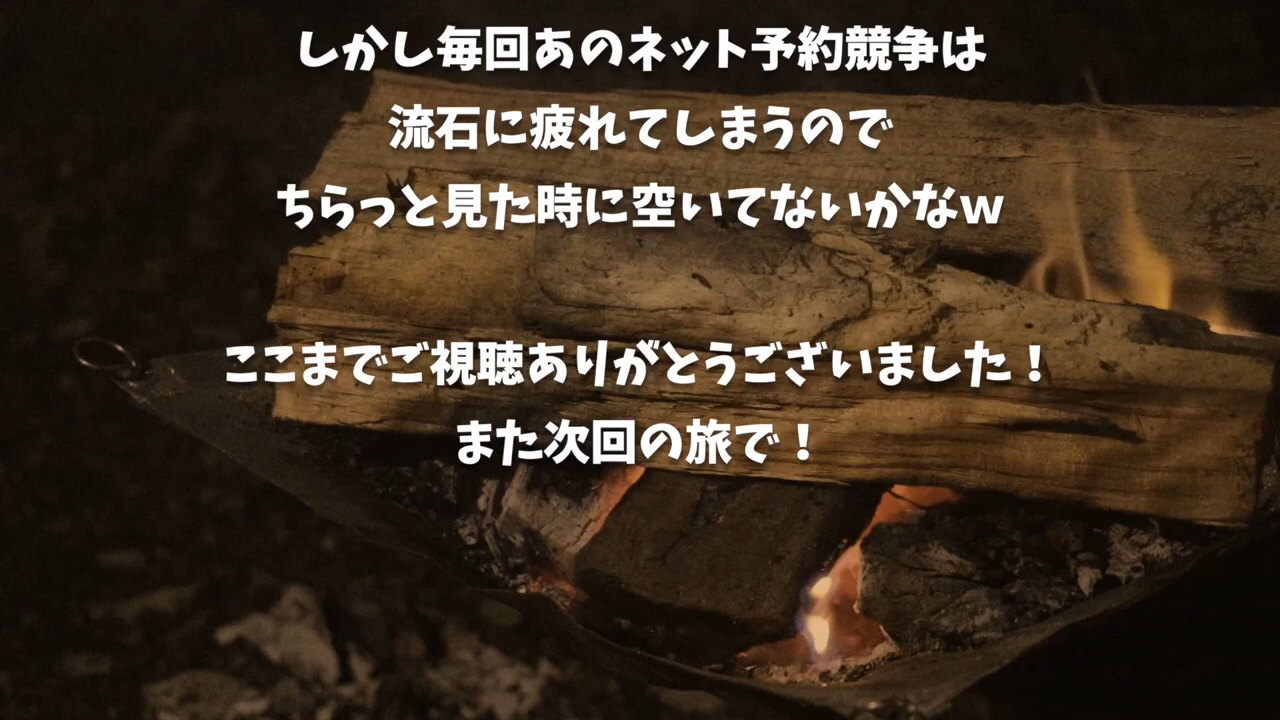 しかし毎回あのネット予約競争は
流石に疲れてしまうので
ちらっと見た時に空いてないかなw
ここまでご視聴ありがとうございました！
また次回の旅で！